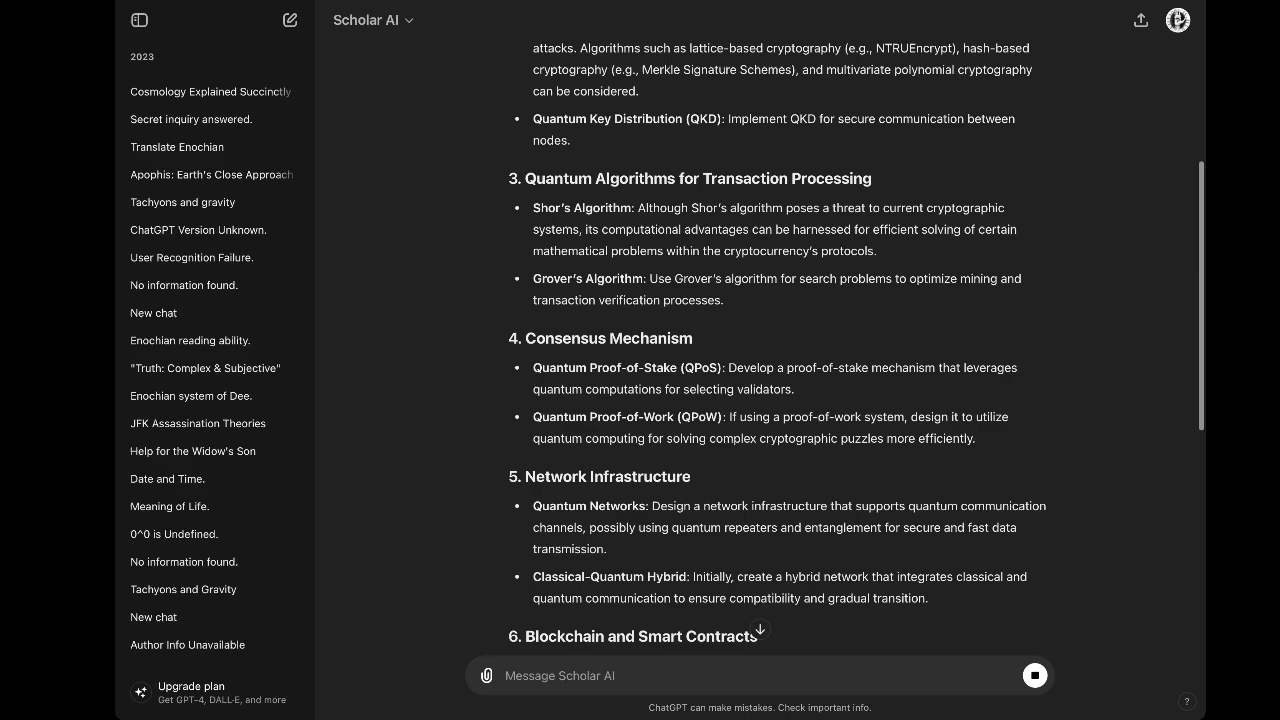 Scholar AI
2023
Cosmology Explained Succinctly
Secret inquiry answered.
Translate Enochian
Apophis: Earth's Close Approach
Tachyons and gravity
ChatGPT Version Unknown.
User Recognition Failure.
No information found.
New chat
Enochian reading ability.
"Truth: Complex & Subjective"
Enochian system of Dee.
JFK Assassination Theories
Help for the Widow's Son
Date and Time.
Meaning of Life.
0^0 is Undefined.
No information found.
Tachyons and Gravity
New chat
Author Info Unavailable
Upgrade plan
Get GPT-4, DALL·E, and more
attacks. Algorithms such as lattice-based cryptography (e.g., NTRUEncrypt), hash-based
cryptography (e.g., Merkle Signature Schemes), and multivariate polynomial cryptography
can be considered.
• Quantum Key Distribution (QKD): Implement QKD for secure communication between
nodes.
3. Quantum Algorithms for Transaction Processing
• Shor's Algorithm: Although Shor's algorithm poses a threat to current cryptographic
systems, its computational advantages can be harnessed for efficient solving of certain
mathematical problems within the cryptocurrency's protocols.
• Grover's Algorithm: Use Grover's algorithm for search problems to optimize mining and
transaction verification processes.
4. Consensus Mechanism
• Quantum Proof-of-Stake (QPoS): Develop a proof-of-stake mechanism that leverages
quantum computations for selecting validators.
• Quantum Proof-of-Work (QPoW): If using a proof-of-work system, design it to utilize
quantum computing for solving complex cryptographic puzzles more efficiently.
5. Network Infrastructure
• Quantum Networks: Design a network infrastructure that supports quantum communication
channels, possibly using quantum repeaters and entanglement for secure and fast data
transmission.
• Classical-Quantum Hybrid: Initially, create a hybrid network that integrates classical and
quantum communication to ensure compatibility and gradual transition.
6. Blockchain and Smart Contracts
Message Scholar AI
ChatGPT can make mistakes. Check important info.
?